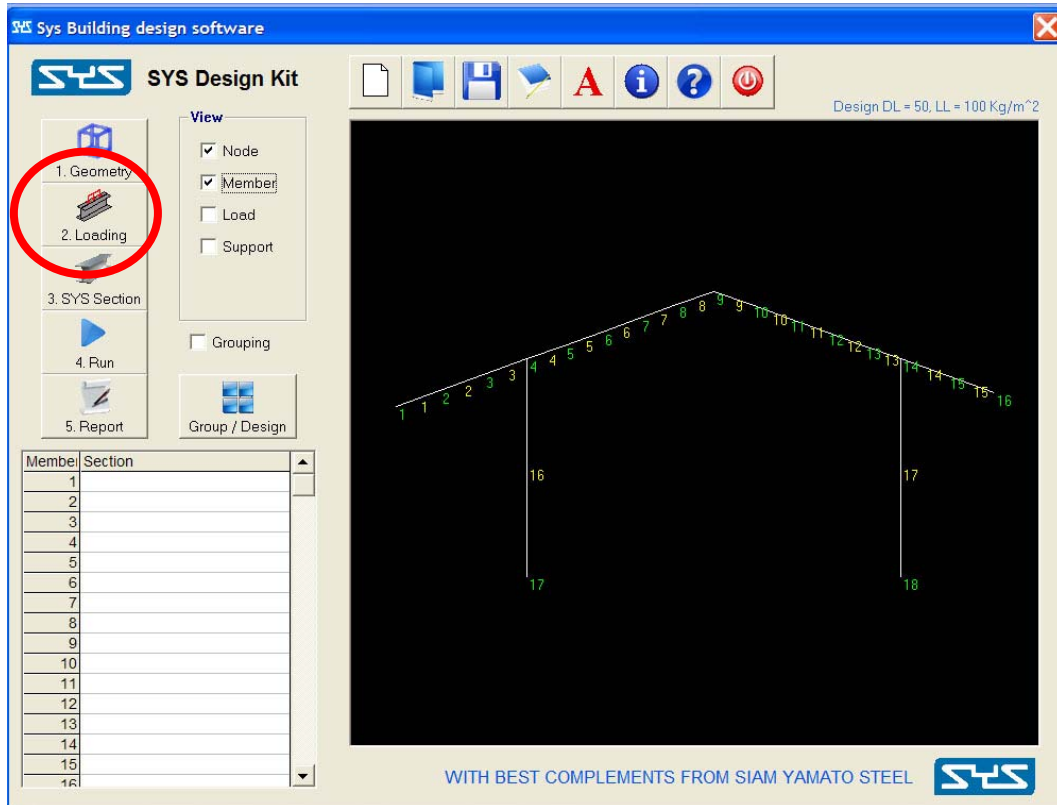 SYS Sys Building design software
SYS SYS Design Kit
A i ?
Design DL = 50, LL = 100 Kg/m^2
1. Geometry
2. Loading
3. SYS Section
4. Run
5. Report
View
Node
Member
Load
Support
Grouping
Group / Design
1 1 2 2 3 3 4 4 5 5 6 6 7 7 8 8 9 9 10 10 11 11 12 12 13 13 14 14 15 15 16
16 17
17 18
Member Section
1
2
3
4
5
6
7
8
9
10
11
12
13
14
15
16
WITH BEST COMPLEMENTS FROM SIAM YAMATO STEEL SYS